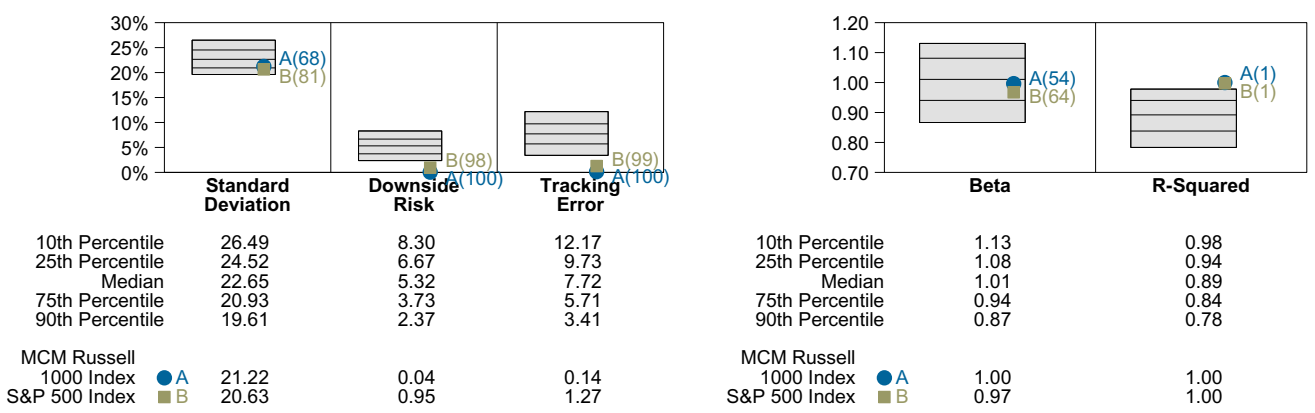 30%
25%
20%
15%
10%
5%
0%
A(68)
B(81)
B(98)
A(100)
B(99)
A(100)
Standard Deviation
Downside Risk
Tracking Error
10th Percentile 26.49 8.30 12.17
25th Percentile 24.52 6.67 9.73
Median 22.65 5.32 7.72
75th Percentile 20.93 3.73 5.71
90th Percentile 19.61 2.37 3.41
MCM Russell
1000 Index A 21.22 0.04 0.14
S&P 500 Index B 20.63 0.95 1.27
1.20
1.10
1.00
0.90
0.80
0.70
A(54)
B(64)
A(1)
B(1)
Beta
R-Squared
10th Percentile 1.13 0.98
25th Percentile 1.08 0.94
Median 1.01 0.89
75th Percentile 0.94 0.84
90th Percentile 0.87 0.78
MCM Russell
1000 Index A 1.00 1.00
S&P 500 Index B 0.97 1.00